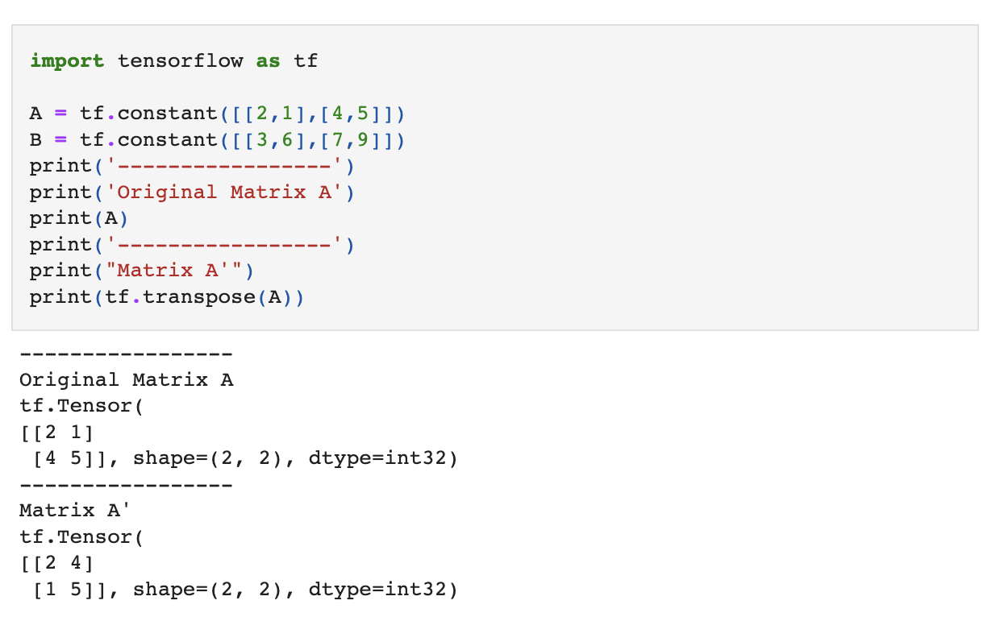 import tensorflow as tf
A = tf.constant([[2,1],[4,5]])
B = tf.constant([[3,6],[7,9]])
print('-----------------')
print('Original Matrix A')
print(A)
print('-----------------')
print("Matrix A'")
print(tf.transpose(A))
-----------------
Original Matrix A
tf.Tensor(
[[2 1]
 [4 5]], shape=(2, 2), dtype=int32)
-----------------
Matrix A'
tf.Tensor(
[[2 4]
 [1 5]], shape=(2, 2), dtype=int32)